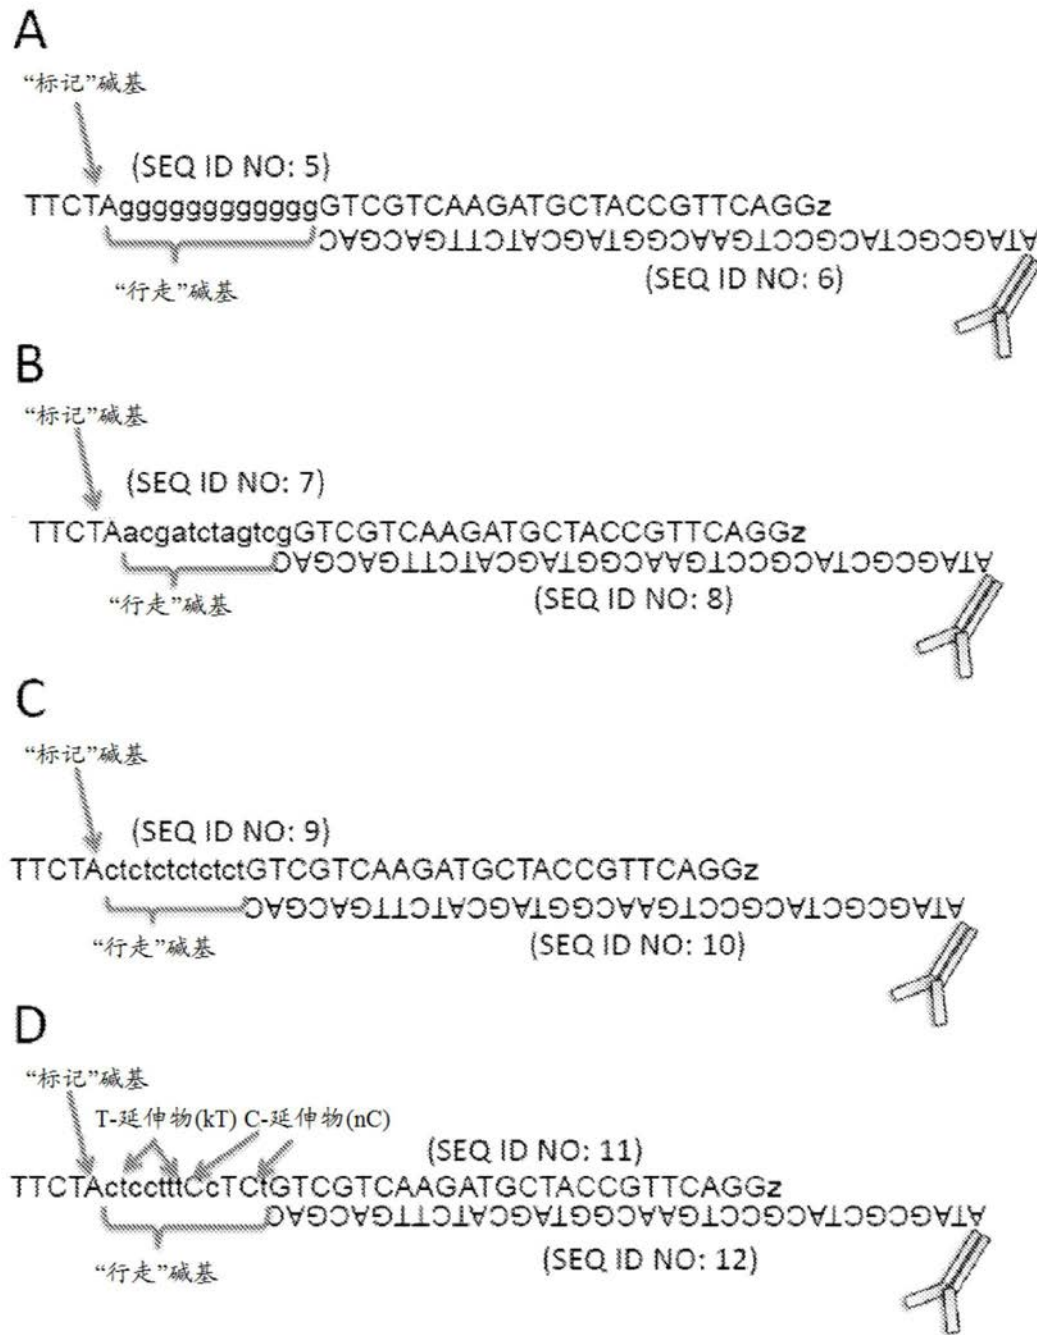 A
“标记”碱基
(SEQ ID NO: 5)
TTCTAggggggggggggGTCGTCAAGATGCTACCGTTCAGGz
ATAGCGCTACGCCTGAACGGTAGCATCTTGACGAC
“行走”碱基
(SEQ ID NO: 6)
B
“标记”碱基
(SEQ ID NO: 7)
TTCTAacgatctagtcgGTCGTCAAGATGCTACCGTTCAGGz
ATAGCGCTACGCCTGAACGGTAGCATCTTGACGAC
“行走”碱基
(SEQ ID NO: 8)
C
“标记”碱基
(SEQ ID NO: 9)
TTCTActctctctctctGTCGTCAAGATGCTACCGTTCAGGz
ATAGCGCTACGCCTGAACGGTAGCATCTTGACGAC
“行走”碱基
(SEQ ID NO: 10)
D
“标记”碱基
T-延伸物(kT) C-延伸物(nC)
(SEQ ID NO: 11)
TTCTActcctttCcTCtGTCGTCAAGATGCTACCGTTCAGGz
ATAGCGCTACGCCTGAACGGTAGCATCTTGACGAC
“行走”碱基
(SEQ ID NO: 12)